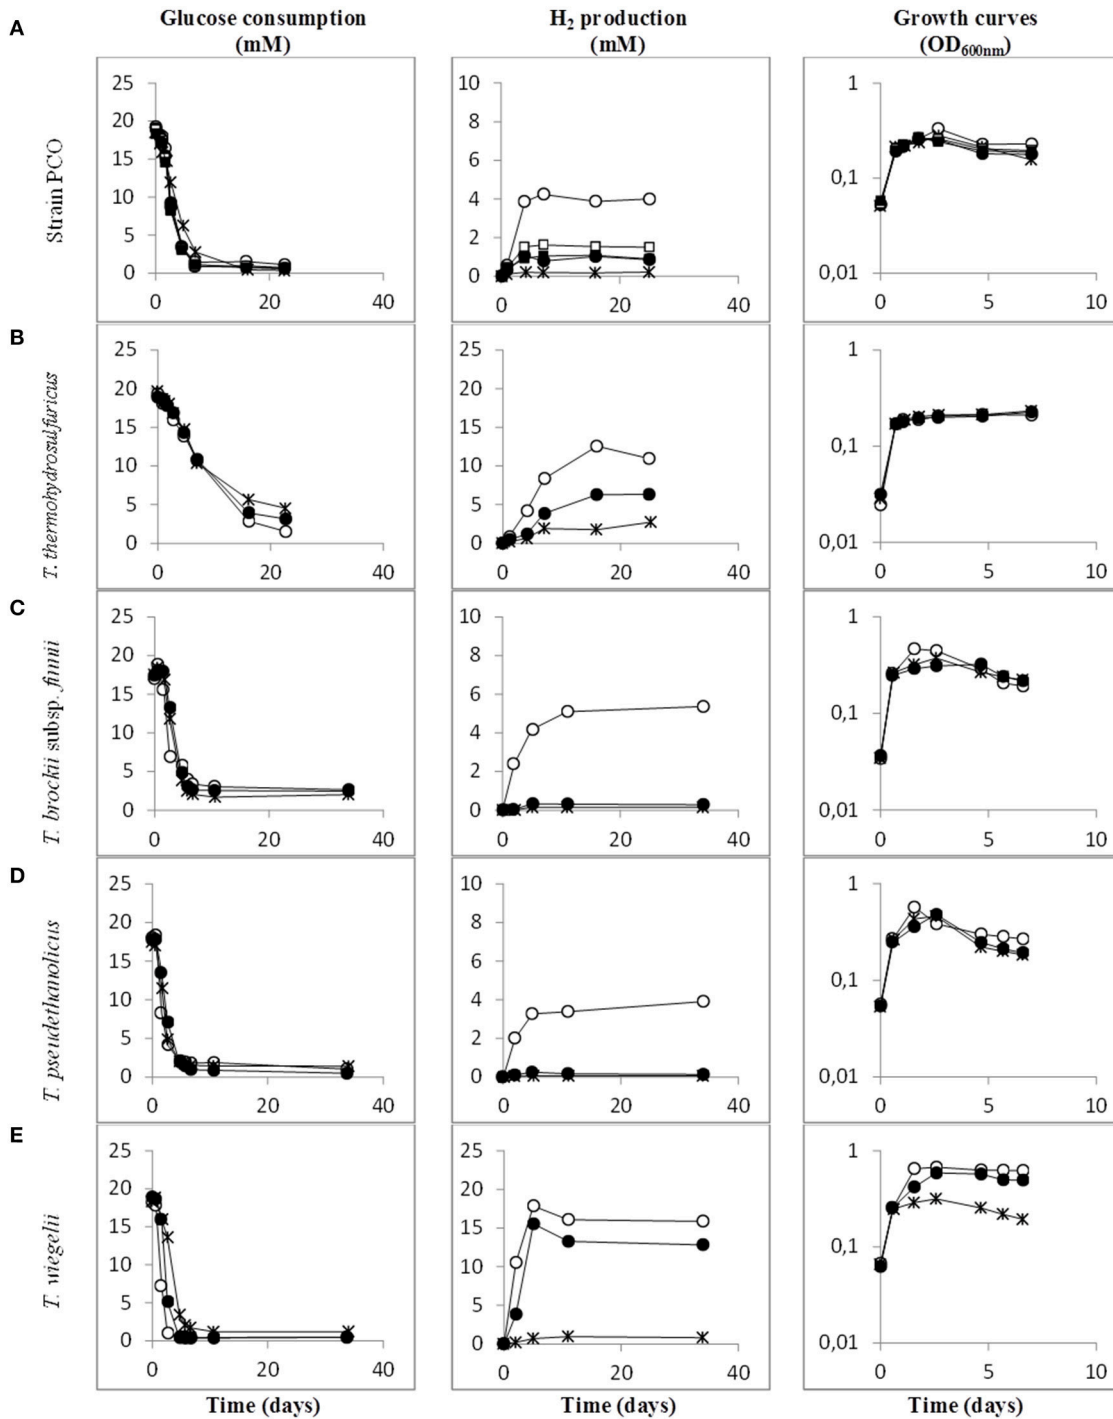 Glucose consumption
(mM)
H₂ production
(mM)
Growth curves
(OD₆₀₀ₙₘ)
A
Strain PCO
25
20
15
10
5
0
0 20 40
10
8
6
4
2
0
0 20 40
1
0,1
0,01
0 5 10
B
T. thermohydrosulfuricus
25
20
15
10
5
0
0 20 40
25
20
15
10
5
0
0 20 40
1
0,1
0,01
0 5 10
C
T. brockii subsp. finnii
25
20
15
10
5
0
0 20 40
10
8
6
4
2
0
0 20 40
1
0,1
0,01
0 5 10
D
T. pseudethanolicus
25
20
15
10
5
0
0 20 40
10
8
6
4
2
0
0 20 40
1
0,1
0,01
0 5 10
E
T. wiegelii
25
20
15
10
5
0
0 20 40
25
20
15
10
5
0
0 20 40
1
0,1
0,01
0 5 10
Time (days)
Time (days)
Time (days)